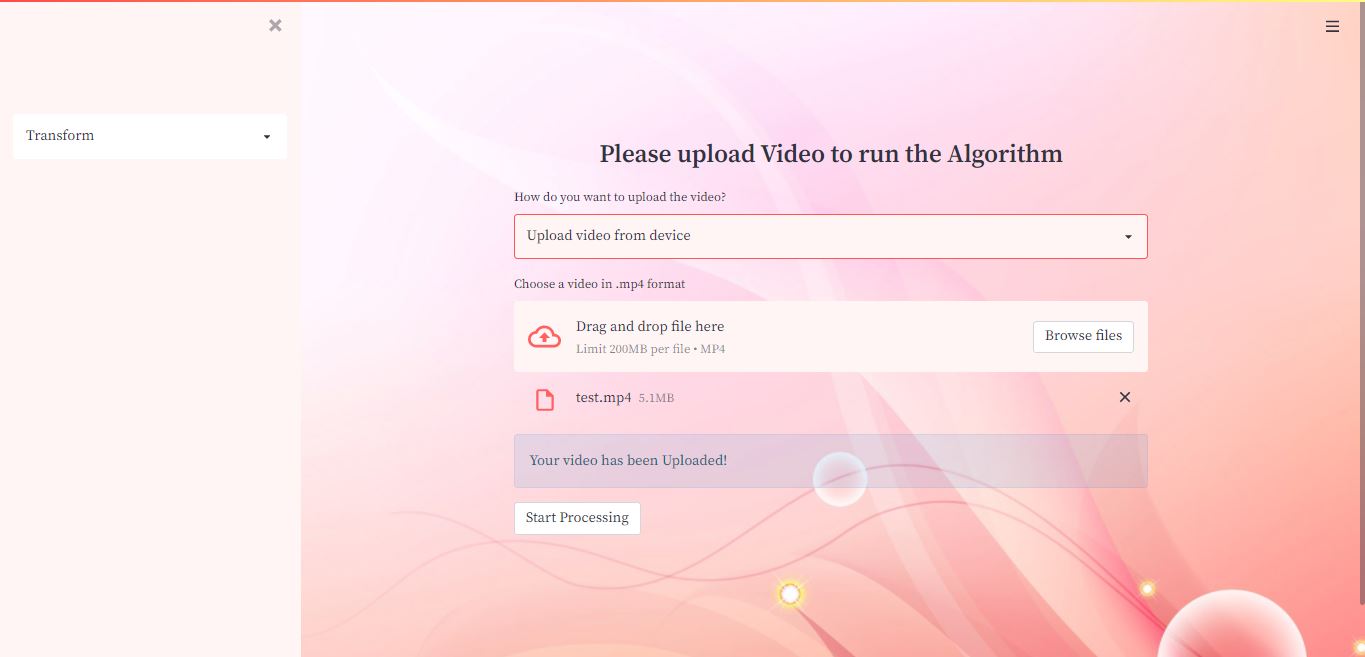 Transform
Please upload Video to run the Algorithm
How do you want to upload the video?
Upload video from device
Choose a video in .mp4 format
Drag and drop file here
Limit 200MB per file • MP4
Browse files
test.mp4 5.1MB
Your video has been Uploaded!
Start Processing